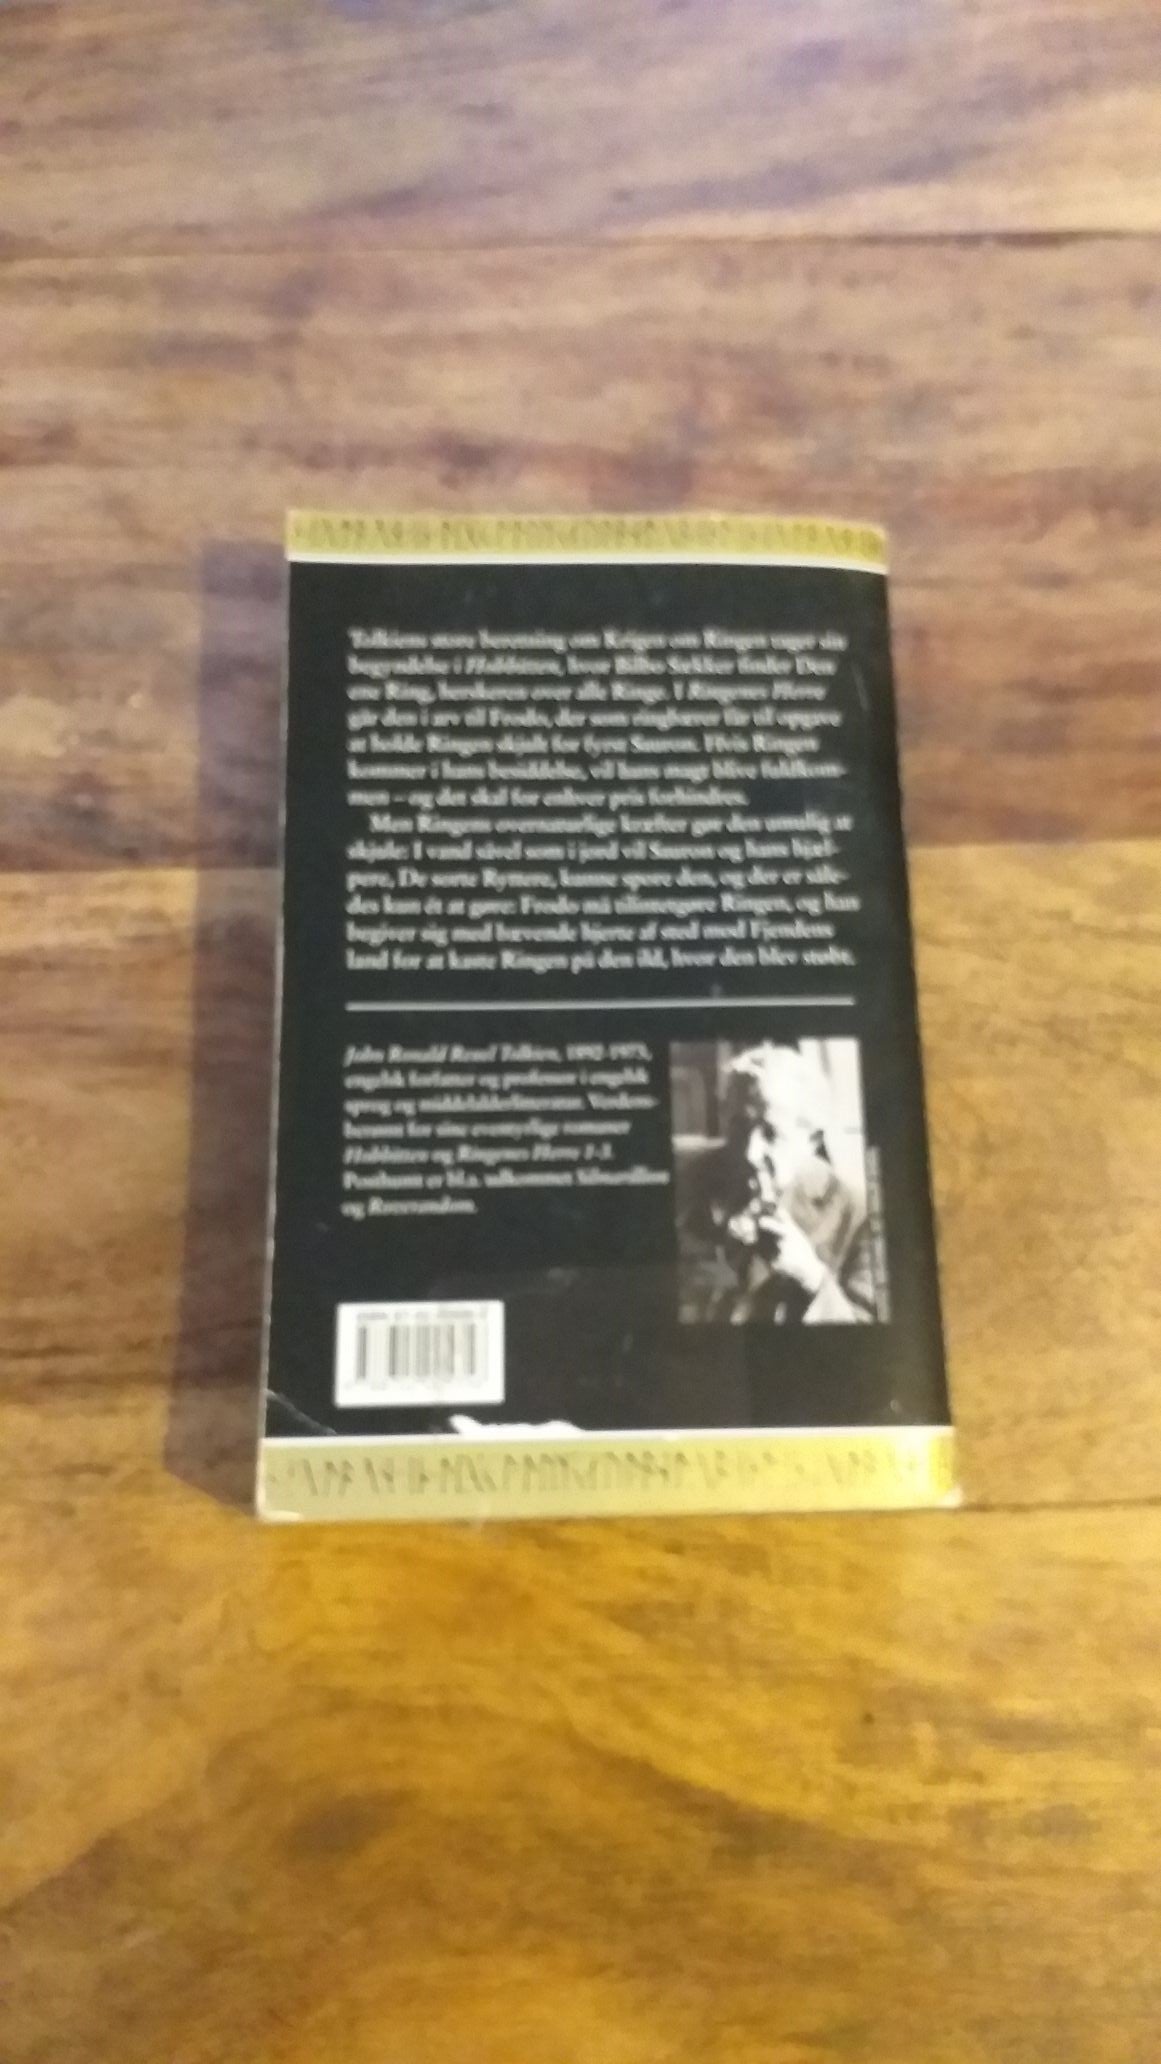 Tolkiens store beretning om Krigen om Ringen tager sin
begyndelse i Hobbitten, hvor Bilbo Sækker finder Den
ene Ring, herskeren over alle Ringe. I Ringenes Herre
går den i arv til Frodo, der som ringbærer får til opgave
at holde Ringen skjult for fyrst Sauron. Hvis Ringen
kommer i hans besiddelse, vil hans magt blive fuldkom-
men – og det skal for enhver pris forhindres.
Men Ringens overnaturlige kræfter gør den umulig at
skjule: I vand såvel som i jord vil Sauron og hans hjæl-
pere, De sorte Ryttere, kunne spore den, og der er såle-
des kun ét at gøre: Frodo må tilintetgøre Ringen, og han
begiver sig med bævende hjerte af sted mod Fjendens
land for at kaste Ringen på den ild, hvor den blev støbt.
John Ronald Reuel Tolkien, 1892-1973,
engelsk forfatter og professor i engelsk
sprog og middelalderlitteratur. Verdens-
berømt for sine eventyrlige romaner
Hobbitten og Ringenes Herre 1-3.
Posthumt er bl.a. udkommet Silmarillion
og Roverandom.